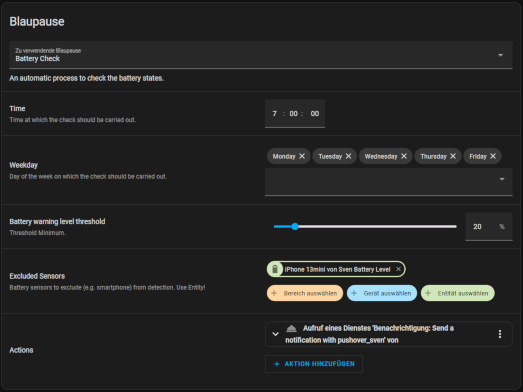 Blaupause
Zu verwendende Blaupause
Battery Check
An automatic process to check the battery states.
Time
Time at which the check should be carried out.
7 : 00 : 00
Weekday
Day of the week on which the check should be carried out.
Monday × Tuesday × Wednesday × Thursday × Friday ×
Battery warning level threshold
Threshold Minimum.
20 %
Excluded Sensors
Battery sensors to exclude (e.g. smartphone) from detection. Use Entity!
iPhone 13mini von Sven Battery Level ×
+ Bereich auswählen + Gerät auswählen + Entität auswählen
Actions
Aufruf eines Dienstes 'Benachrichtigung: Send a
notification with pushover_sven' von
+ AKTION HINZUFÜGEN